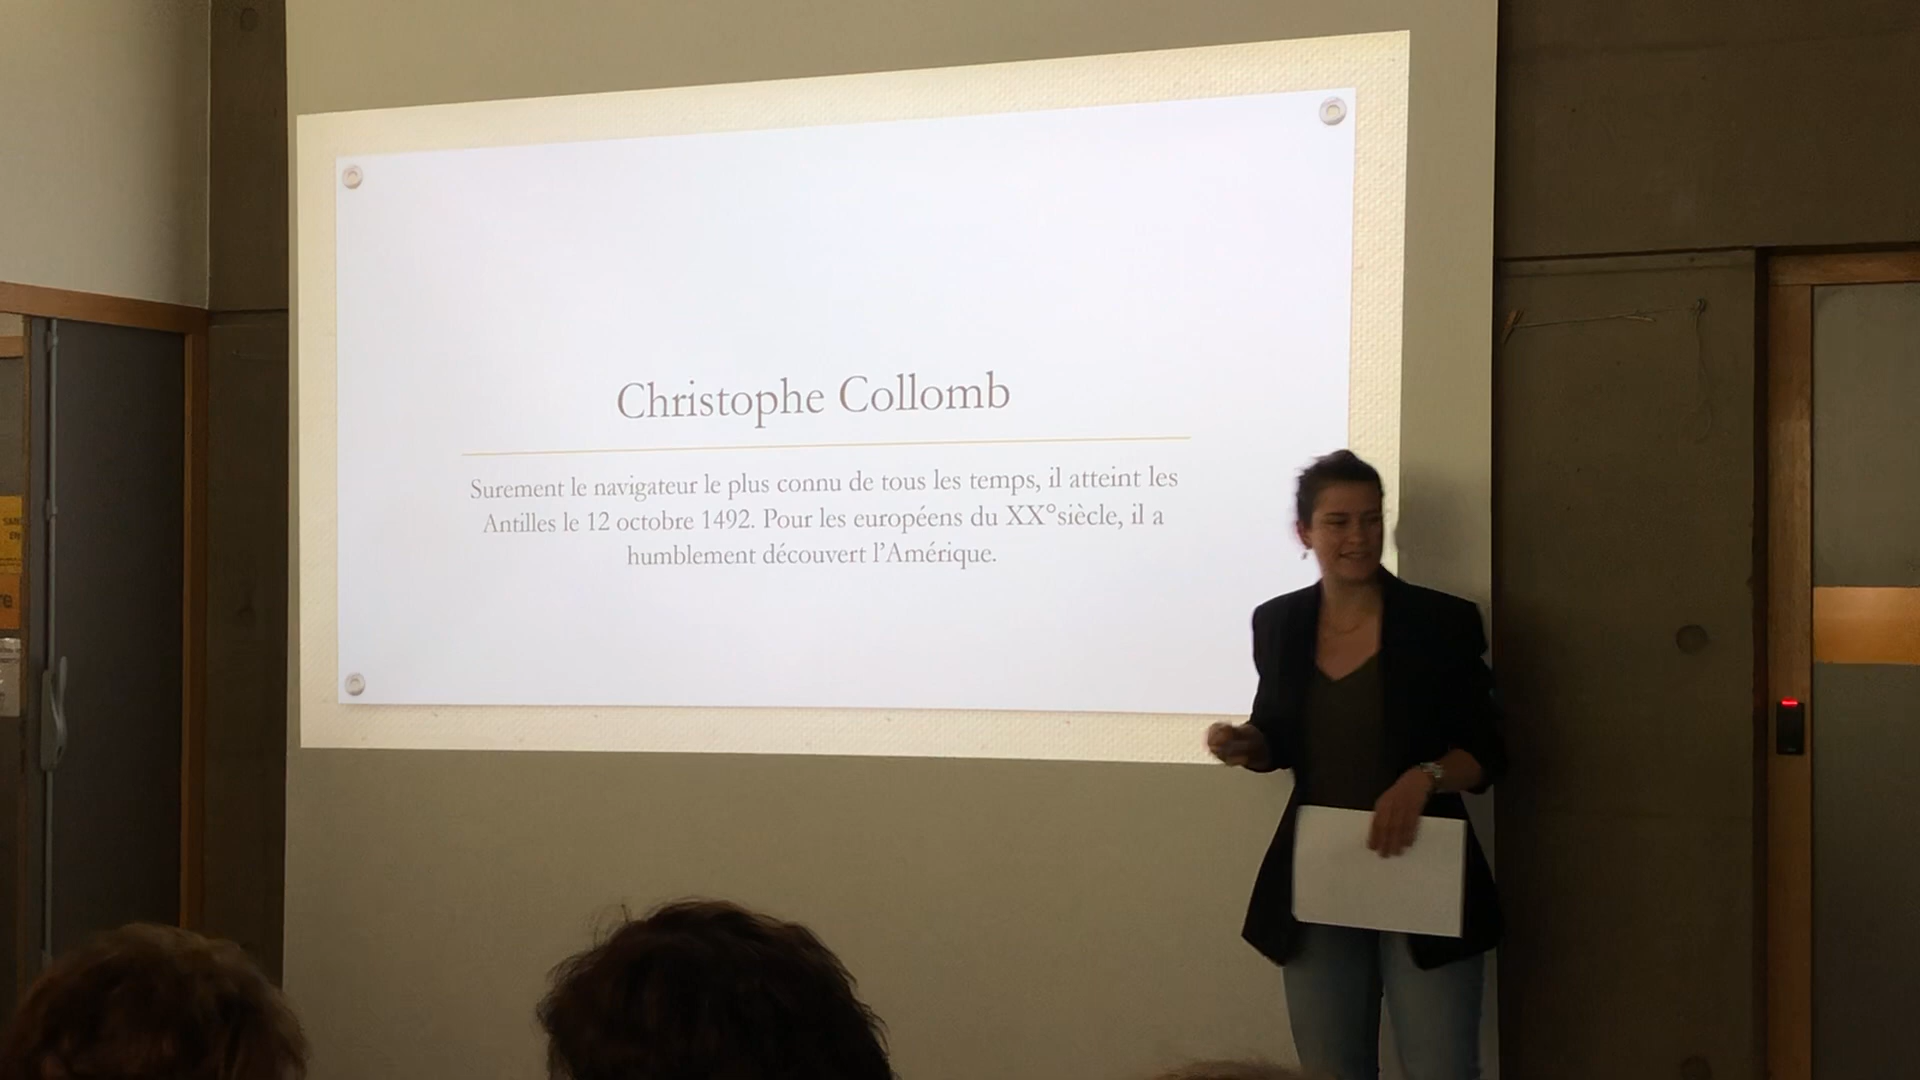 Christophe Collomb
Surement le navigateur le plus connu de tous les temps, il atteint les
Antilles le 12 octobre 1492. Pour les européens du XX°siècle, il a
humblement découvert l'Amérique.